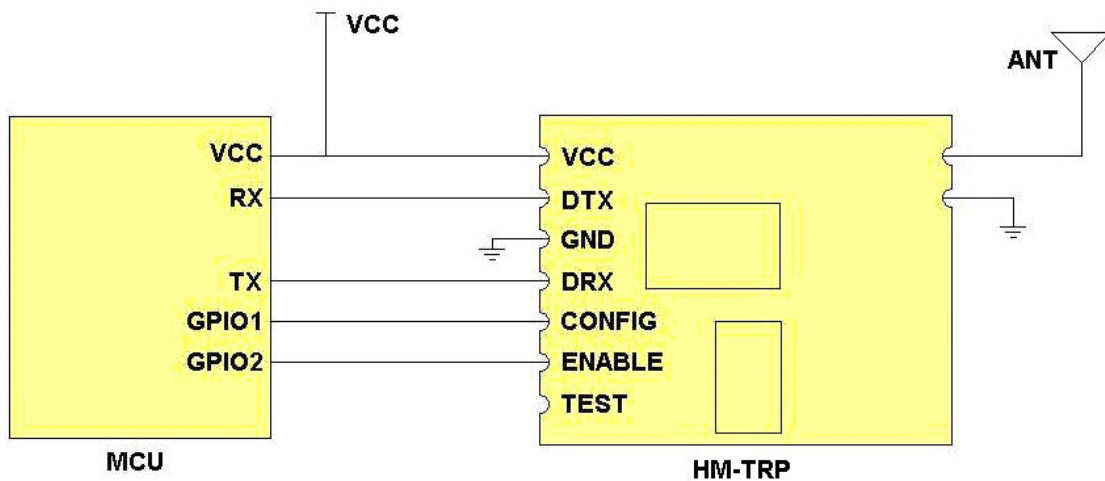 VCC
ANT
VCC
RX
TX
GPIO1
GPIO2
MCU
VCC
DTX
GND
DRX
CONFIG
ENABLE
TEST
HM-TRP